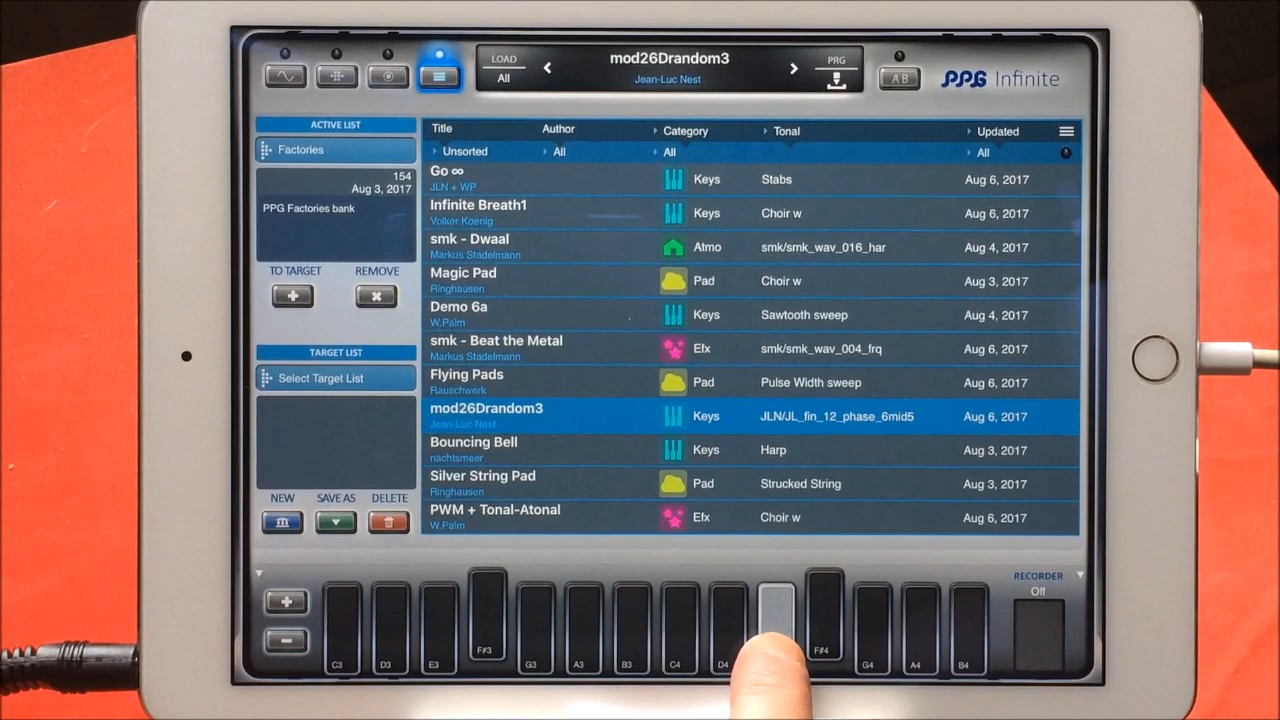 LOAD
All
mod26Drandom3
Jean-Luc Nest
PRG
A B
PPG Infinite
ACTIVE LIST
Factories
154
Aug 3, 2017
PPG Factories bank
TO TARGET
REMOVE
TARGET LIST
Select Target List
NEW
SAVE AS
DELETE
Title Author Category Tonal Updated
Unsorted All All All
Go ∞
JLN + WP
Keys Stabs Aug 6, 2017
Infinite Breath1
Volker Koenig
Keys Choir w Aug 6, 2017
smk - Dwaal
Markus Stadelmann
Atmo smk/smk_wav_016_har Aug 4, 2017
Magic Pad
Ringhausen
Pad Choir w Aug 3, 2017
Demo 6a
W.Palm
Keys Sawtooth sweep Aug 4, 2017
smk - Beat the Metal
Markus Stadelmann
Efx smk/smk_wav_004_frq Aug 6, 2017
Flying Pads
Rauschwerk
Pad Pulse Width sweep Aug 6, 2017
mod26Drandom3
Jean-Luc Nest
Keys JLN/JL_fin_12_phase_6mid5 Aug 6, 2017
Bouncing Bell
nachtsmeer
Keys Harp Aug 3, 2017
Silver String Pad
Ringhausen
Pad Strucked String Aug 3, 2017
PWM + Tonal-Atonal
W.Palm
Efx Choir w Aug 6, 2017
RECORDER
Off
C3 D3 E3 F#3 G3 A3 B3 C4 D4 F#4 G4 A4 B4